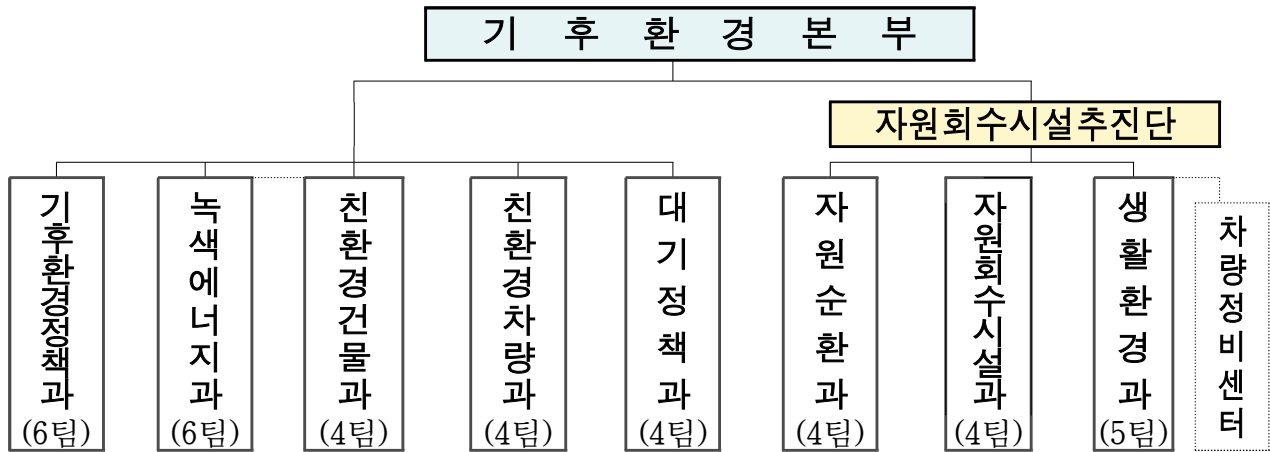 기 후 환 경 본 부
자원회수시설추진단
기후환경정책과
(6팀)
녹색에너지과
(6팀)
친환경건물과
(4팀)
친환경차량과
(4팀)
대기정책과
(4팀)
자원순환과
(4팀)
자원회수시설과
(4팀)
생활환경과
(5팀)
차량정비센터